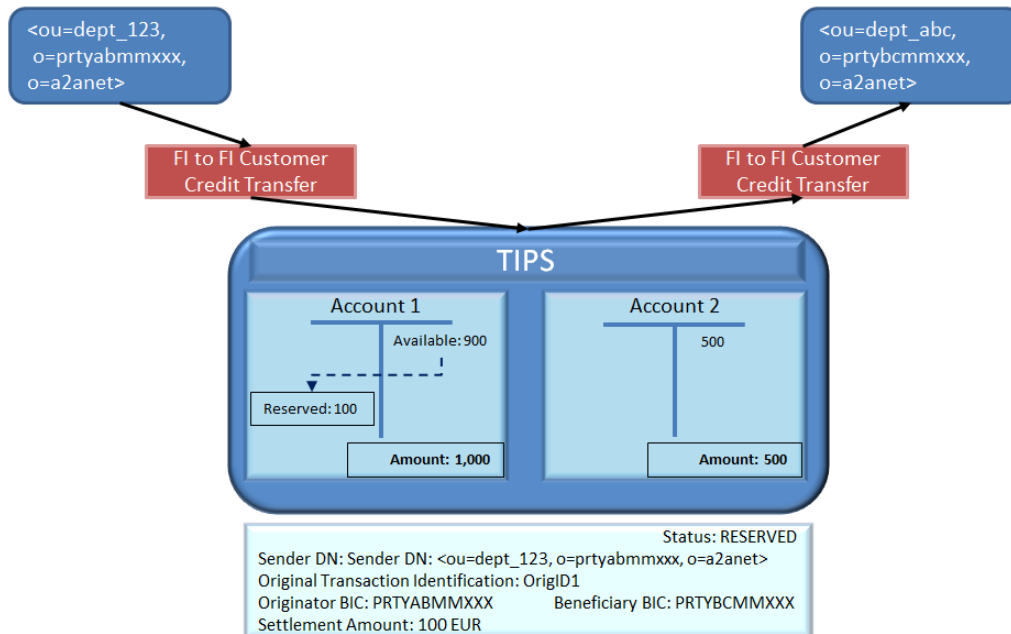 <ou=dept_123,
o=prtyabmmxxx,
o=a2anet>
<ou=dept_abc,
o=prtybcmmxxx,
o=a2anet>
FI to FI Customer
Credit Transfer
FI to FI Customer
Credit Transfer
TIPS
Account 1
Available: 900
Reserved: 100
Amount: 1,000
Account 2
500
Amount: 500
Status: RESERVED
Sender DN: Sender DN: <ou=dept_123, o=prtyabmmxxx, o=a2anet>
Original Transaction Identification: OrigID1
Originator BIC: PRTYABMMXXX Beneficiary BIC: PRTYBCMMXXX
Settlement Amount: 100 EUR